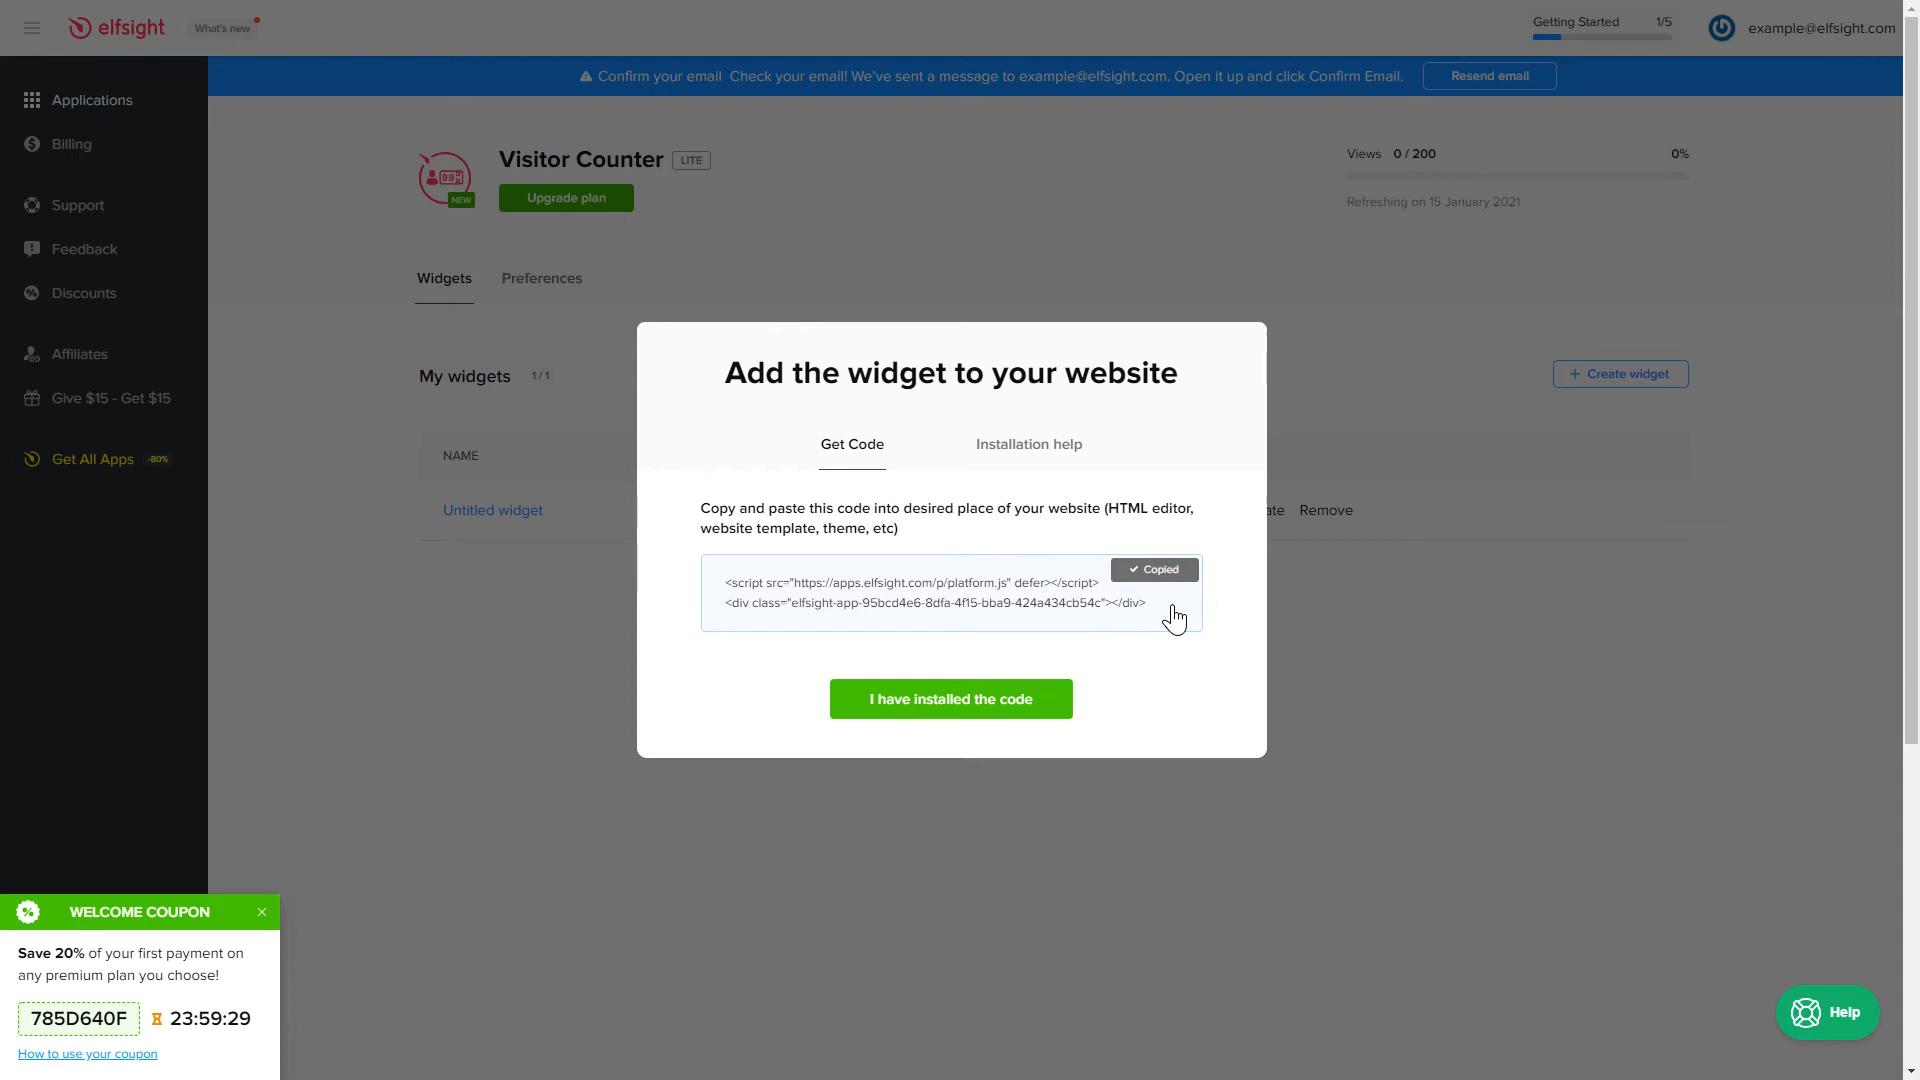 elfsight
What's new
Getting Started 1/5
example@elfsight.com
Confirm your email Check your email! We've sent a message to example@elfsight.com. Open it up and click Confirm Email.
Resend email
Applications
Billing
Support
Feedback
Discounts
Affiliates
Give $15 - Get $15
Get All Apps -80%
999
NEW
Visitor Counter LITE
Upgrade plan
Views 0 / 200 0%
Refreshing on 15 January 2021
Widgets Preferences
My widgets 1 / 1
Create widget
NAME
Untitled widget
ate Remove
Add the widget to your website
Get Code Installation help
Copy and paste this code into desired place of your website (HTML editor,
website template, theme, etc)
Copied
<script src="https://apps.elfsight.com/p/platform.js" defer></script>
<div class="elfsight-app-95bcd4e6-8dfa-4f15-bba9-424a434cb54c"></div>
I have installed the code
WELCOME COUPON
Save 20% of your first payment on
any premium plan you choose!
785D640F 23:59:29
How to use your coupon
Help